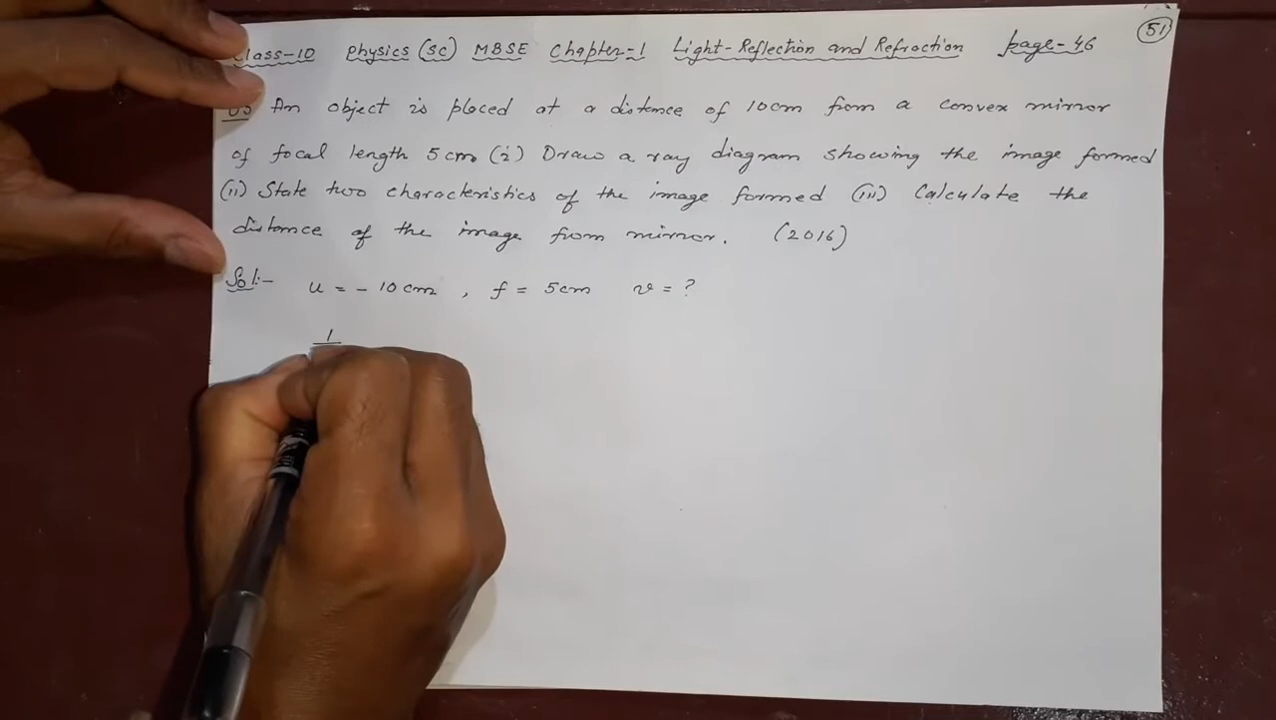 lass-10 Physics (SC) MBSE Chapter-1 Light-Reflection and Refraction page-46 51
An object is placed at a distance of 10cm from a convex mirror
of focal length 5cm (i) Draw a ray diagram showing the image formed
(ii) State two characteristics of the image formed (iii) Calculate the
distance of the image from mirror. (2016)
Sol:- u = - 10 cm , f = 5cm v = ?
1